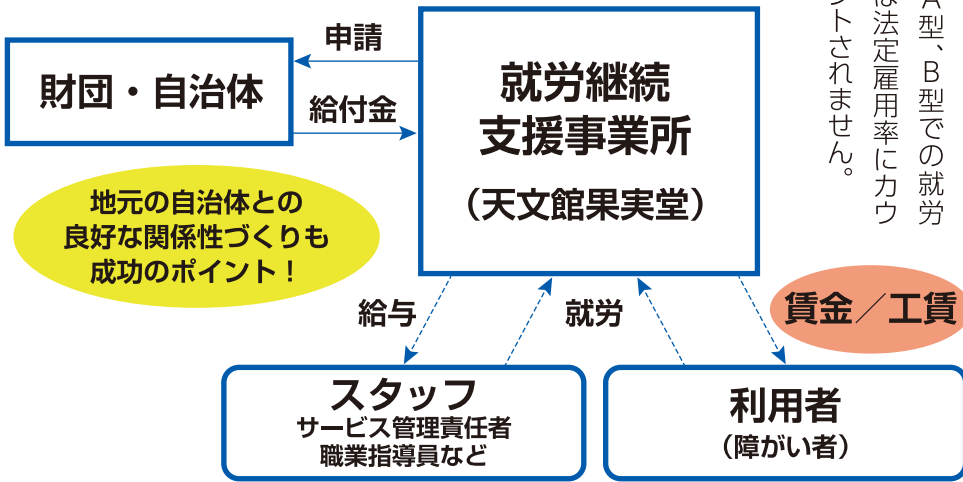 A型、B型での就労
は法定雇用率にカウ
ントされません。
申請
財団・自治体
給付金
就労継続
支援事業所
（天文館果実堂）
地元の自治体との
良好な関係性づくりも
成功のポイント！
給与
就労
賃金／工賃
スタッフ
サービス管理責任者
職業指導員など
利用者
（障がい者）